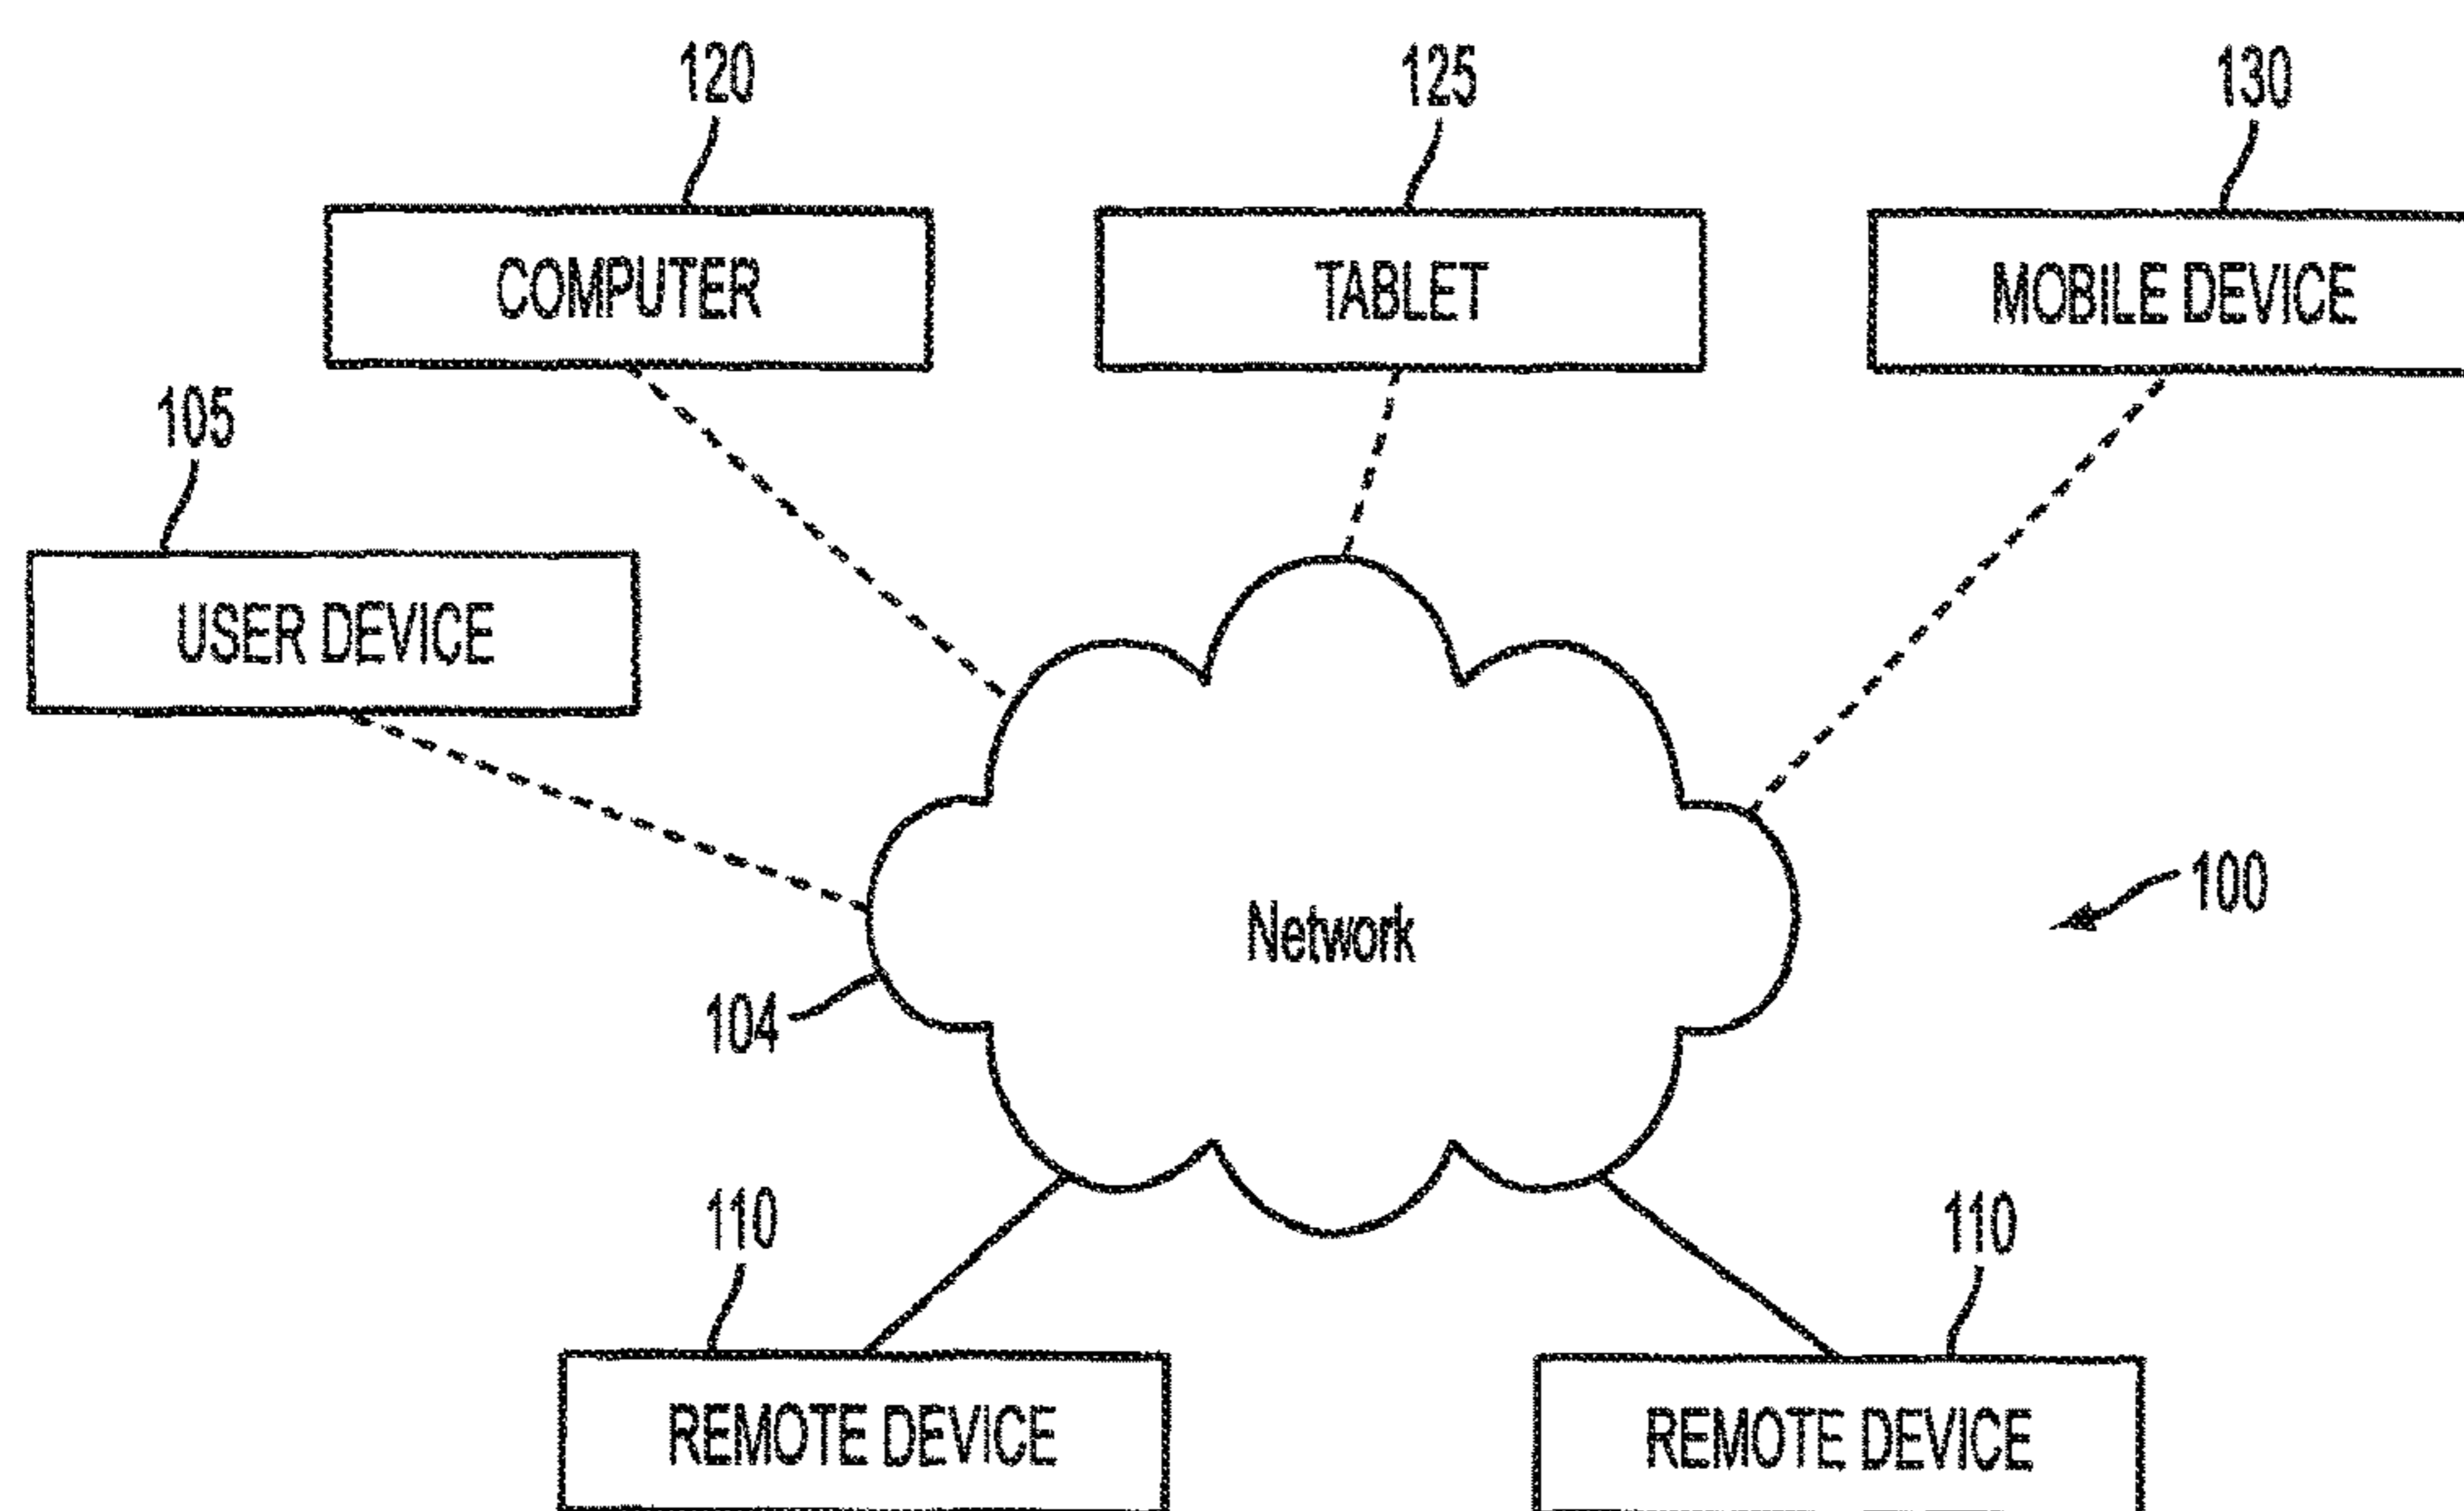 120
125
130
COMPUTER
TABLET
MOBILE DEVICE
105
USER DEVICE
Network
100
104
110
110
REMOTE DEVICE
REMOTE DEVICE